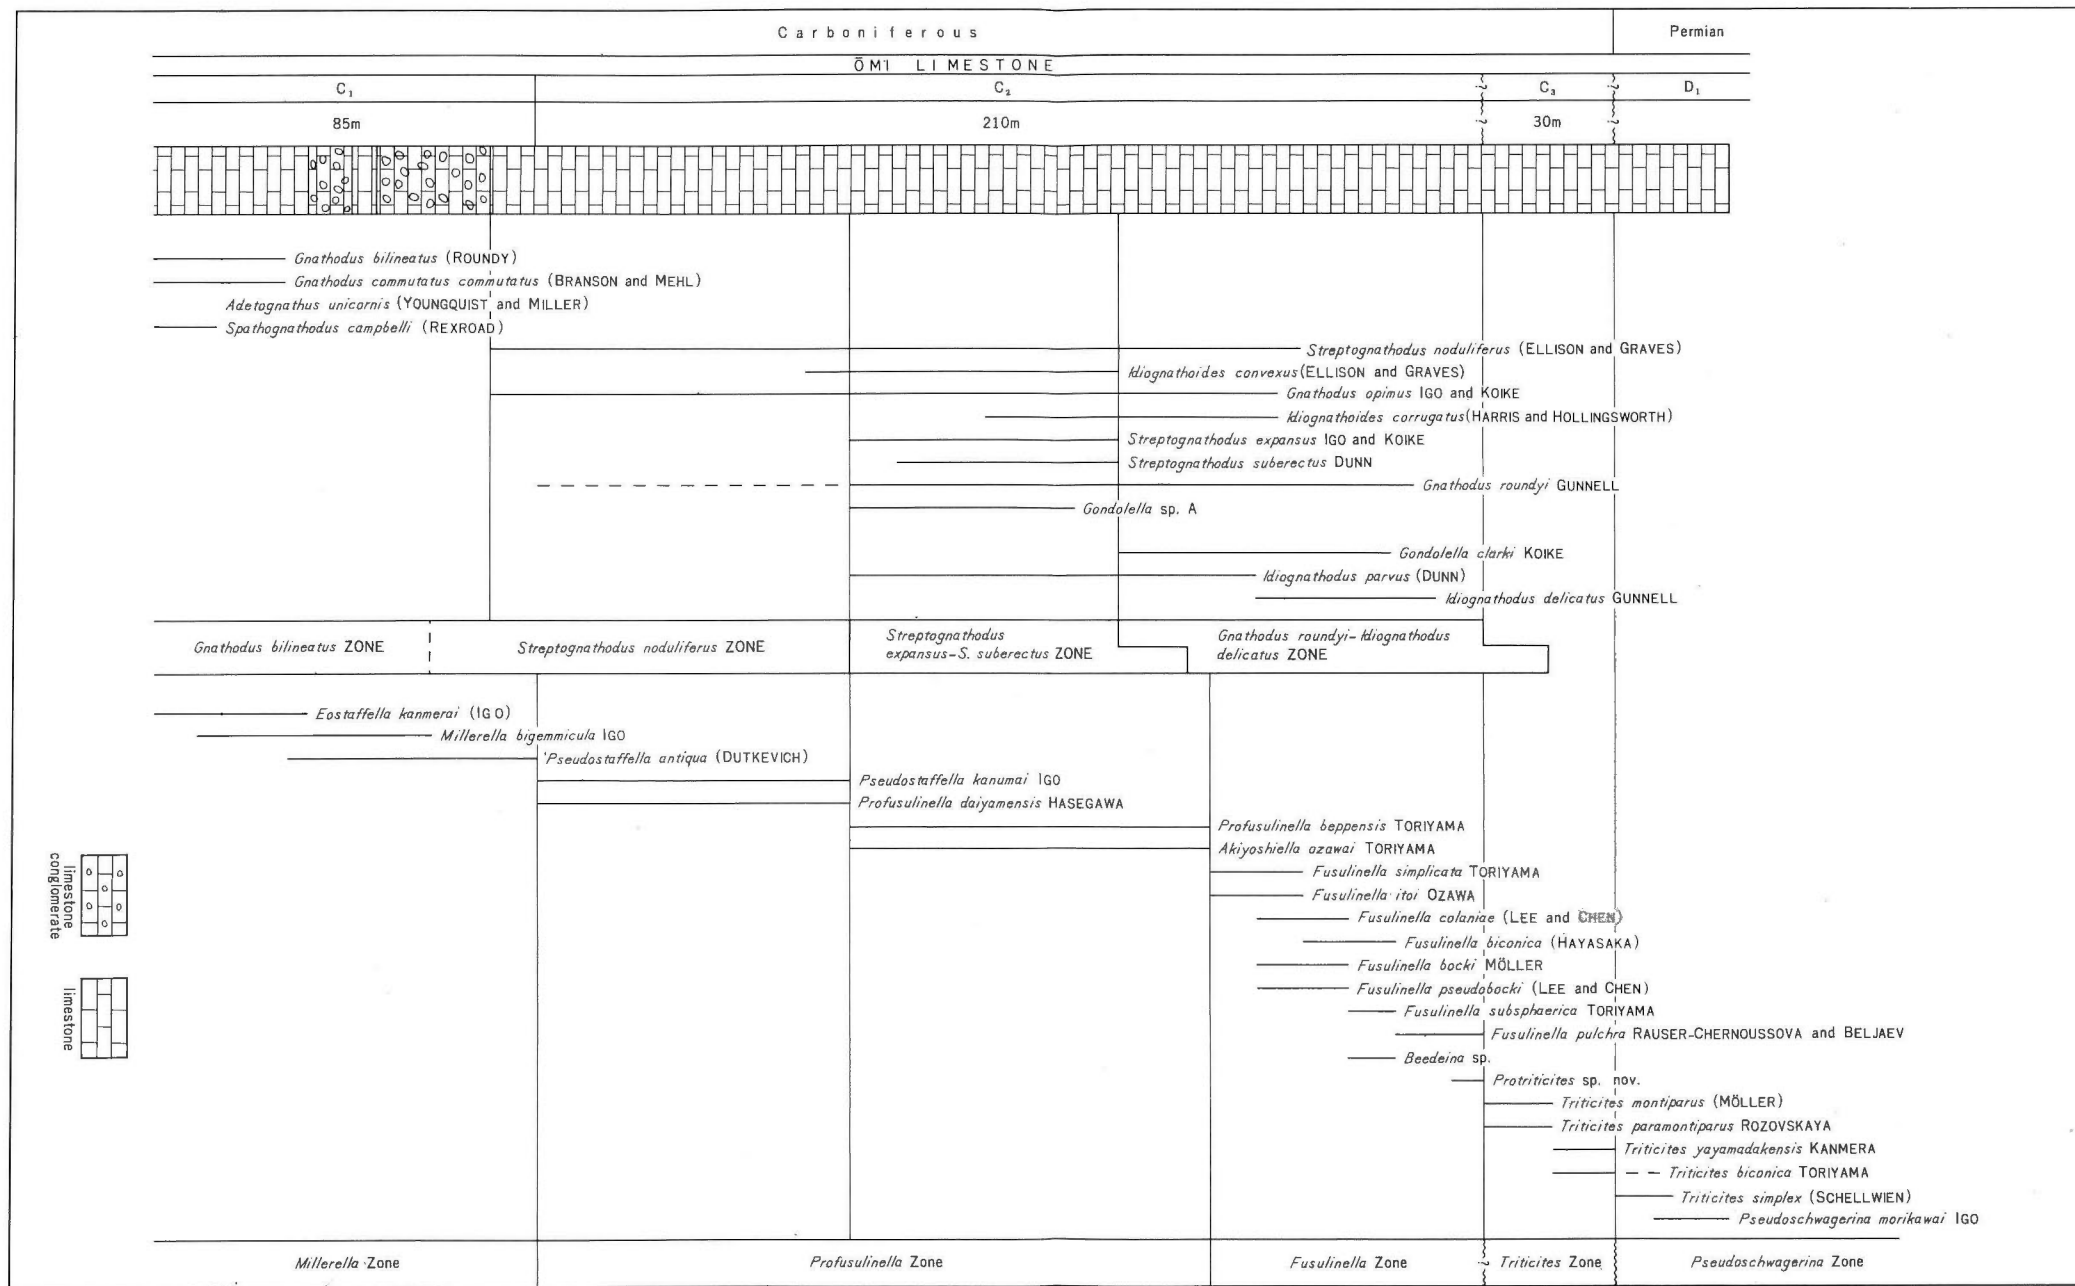 Carboniferous
Permian
ŌMI LIMESTONE
C₁
C₂
C₃
D₁
85m
210m
30m
Gnathodus bilineatus (ROUNDY)
Gnathodus commutatus commutatus (BRANSON and MEHL)
Adetognathus unicornis (YOUNGQUIST and MILLER)
Spathognathodus campbelli (REXROAD)
Streptognathodus noduliferus (ELLISON and GRAVES)
Idiognathoides convexus (ELLISON and GRAVES)
Gnathodus opimus IGO and KOIKE
Idiognathoides corrugatus (HARRIS and HOLLINGSWORTH)
Streptognathodus expansus IGO and KOIKE
Streptognathodus suberectus DUNN
Gnathodus roundyi GUNNELL
Gondolella sp. A
Gondolella clarki KOIKE
Idiognathodus parvus (DUNN)
Idiognathodus delicatus GUNNELL
Gnathodus bilineatus ZONE
Streptognathodus noduliferus ZONE
Streptognathodus
expansus-S. suberectus ZONE
Gnathodus roundyi-Idiognathodus
delicatus ZONE
Eostaffella kanmerai (IGO)
Millerella bigemmicula IGO
Pseudostaffella antiqua (DUTKEVICH)
Pseudostaffella kanumai IGO
Profusulinella daiyamensis HASEGAWA
Profusulinella beppensis TORIYAMA
Akiyoshiella ozawai TORIYAMA
Fusulinella simplicata TORIYAMA
Fusulinella itoi OZAWA
Fusulinella colaniae (LEE and CHEN)
Fusulinella biconica (HAYASAKA)
Fusulinella bocki MÖLLER
Fusulinella pseudobocki (LEE and CHEN)
Fusulinella subsphaerica TORIYAMA
Fusulinella pulchra RAUSER-CHERNOUSSOVA and BELJAEV
Beedeina sp.
Protriticites sp. nov.
Triticites montiparus (MÖLLER)
Triticites paramontiparus ROZOVSKAYA
Triticites yayamadakensis KANMERA
Triticites biconica TORIYAMA
Triticites simplex (SCHELLWIEN)
Pseudoschwagerina morikawai IGO
limestone
conglomerate
limestone
Millerella Zone
Profusulinella Zone
Fusulinella Zone
Triticites Zone
Pseudoschwagerina Zone